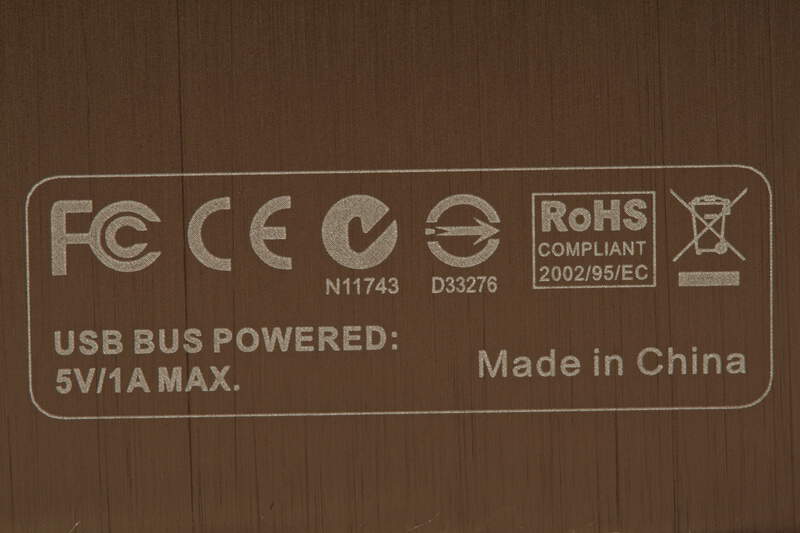 FC CE
N11743
D33276
RoHS
COMPLIANT
2002/95/EC
USB BUS POWERED:
5V/1A MAX.
Made in China